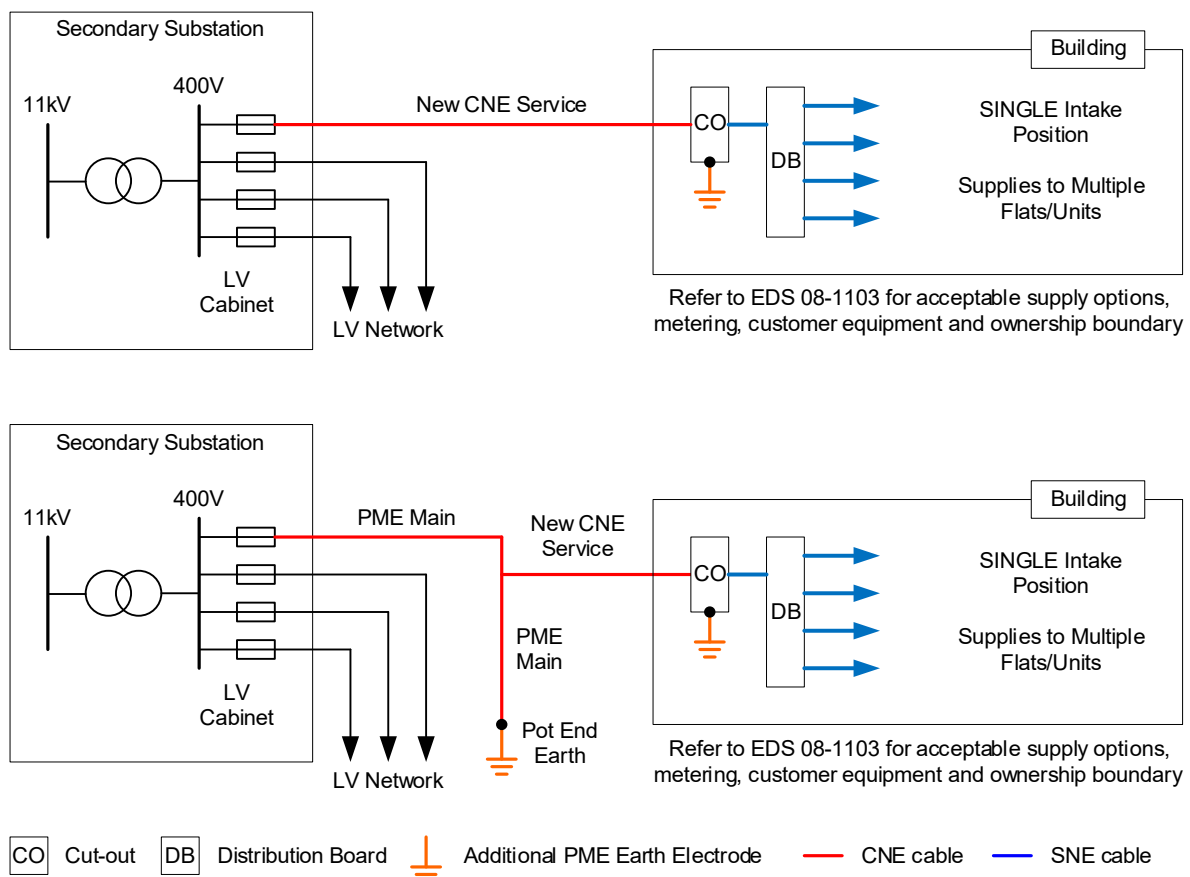 Secondary Substation
11kV
400V
LV
Cabinet
LV Network
New CNE Service
Building
CO
DB
SINGLE Intake
Position
Supplies to Multiple
Flats/Units
Refer to EDS 08-1103 for acceptable supply options,
metering, customer equipment and ownership boundary
Secondary Substation
11kV
400V
LV
Cabinet
LV Network
PME Main
New CNE
Service
PME
Main
Pot End
Earth
Building
CO
DB
SINGLE Intake
Position
Supplies to Multiple
Flats/Units
Refer to EDS 08-1103 for acceptable supply options,
metering, customer equipment and ownership boundary
CO Cut-out DB Distribution Board Additional PME Earth Electrode CNE cable SNE cable